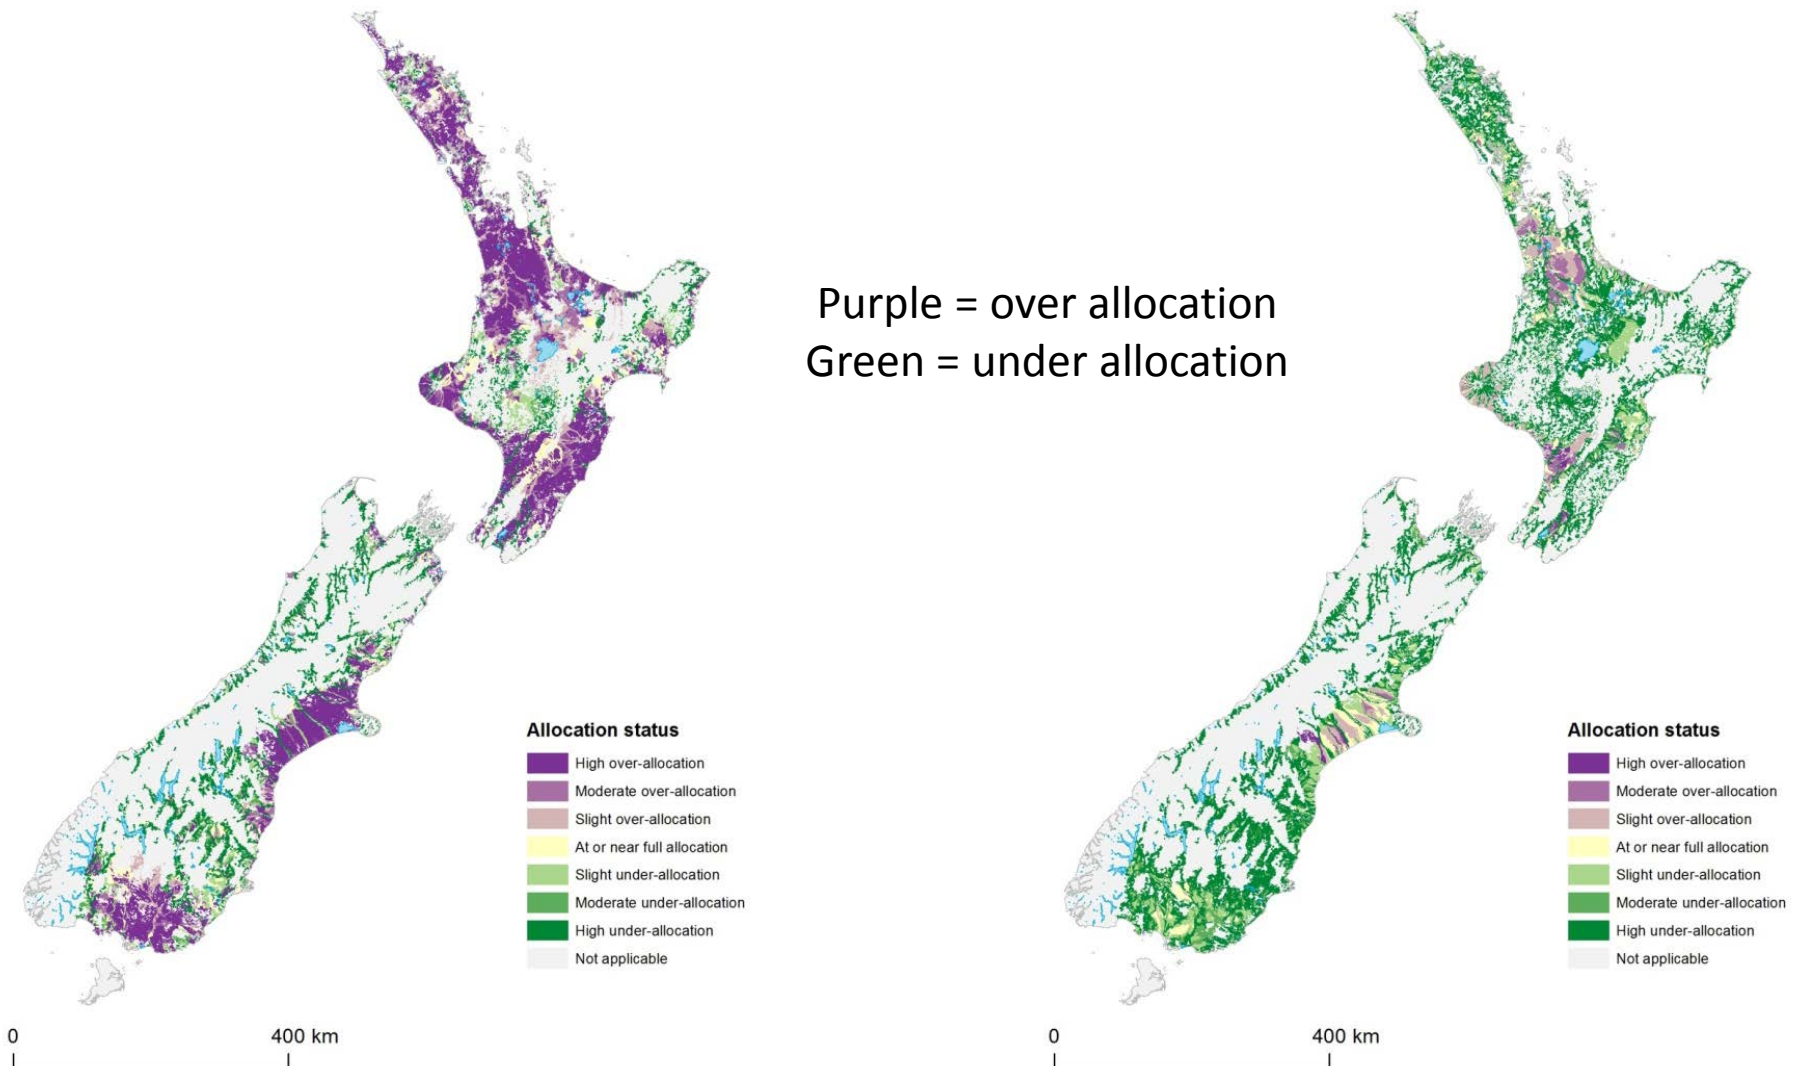 Purple = over allocation
Green = under allocation
Allocation status
High over-allocation
Moderate over-allocation
Slight over-allocation
At or near full allocation
Slight under-allocation
Moderate under-allocation
High under-allocation
Not applicable
0 400 km
Allocation status
High over-allocation
Moderate over-allocation
Slight over-allocation
At or near full allocation
Slight under-allocation
Moderate under-allocation
High under-allocation
Not applicable
0 400 km